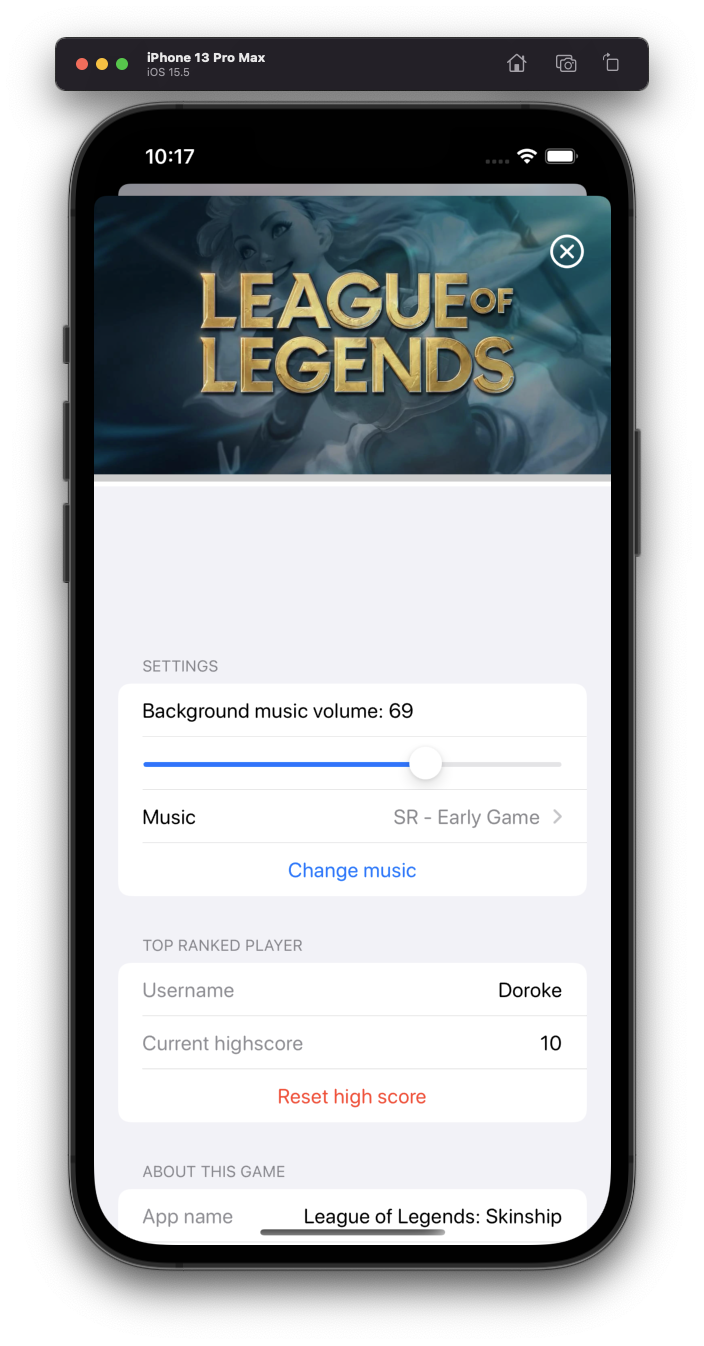 iPhone 13 Pro Max
iOS 15.5
10:17
LEAGUE OF
LEGENDS
SETTINGS
Background music volume: 69
Music SR - Early Game
Change music
TOP RANKED PLAYER
Username Doroke
Current highscore 10
Reset high score
ABOUT THIS GAME
App name League of Legends: Skinship